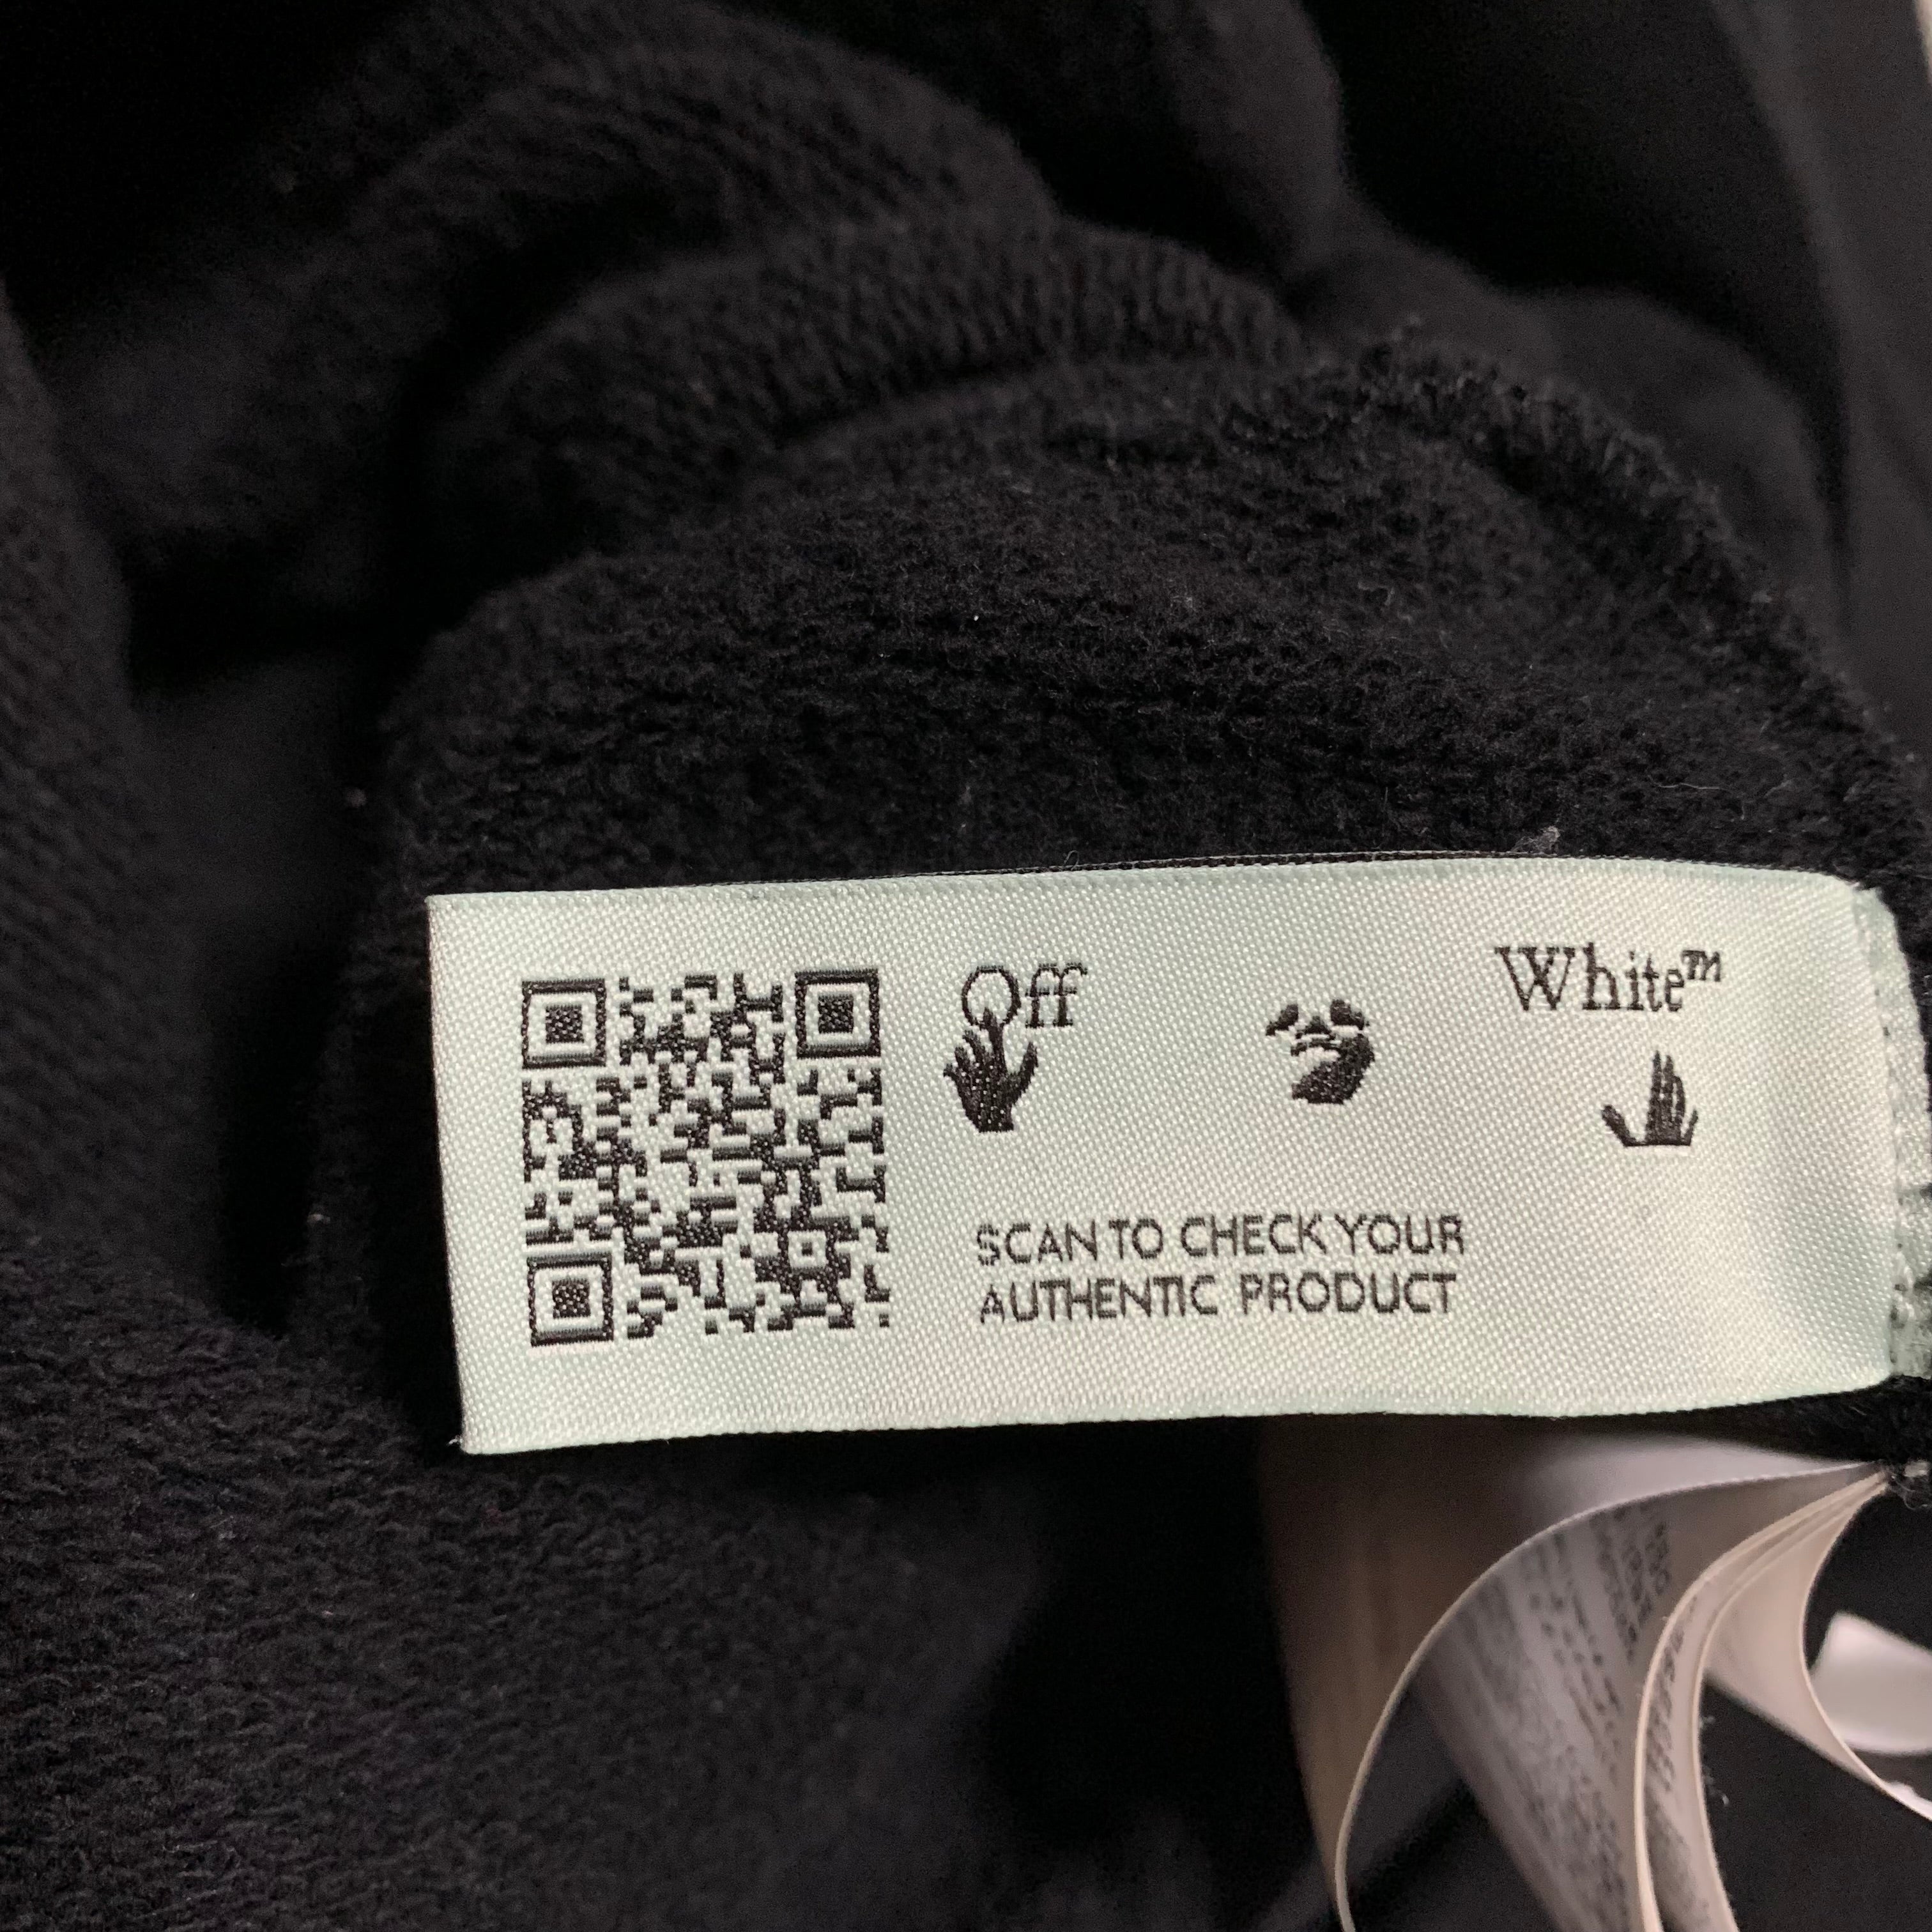 Off White™
SCAN TO CHECK YOUR
AUTHENTIC PRODUCT